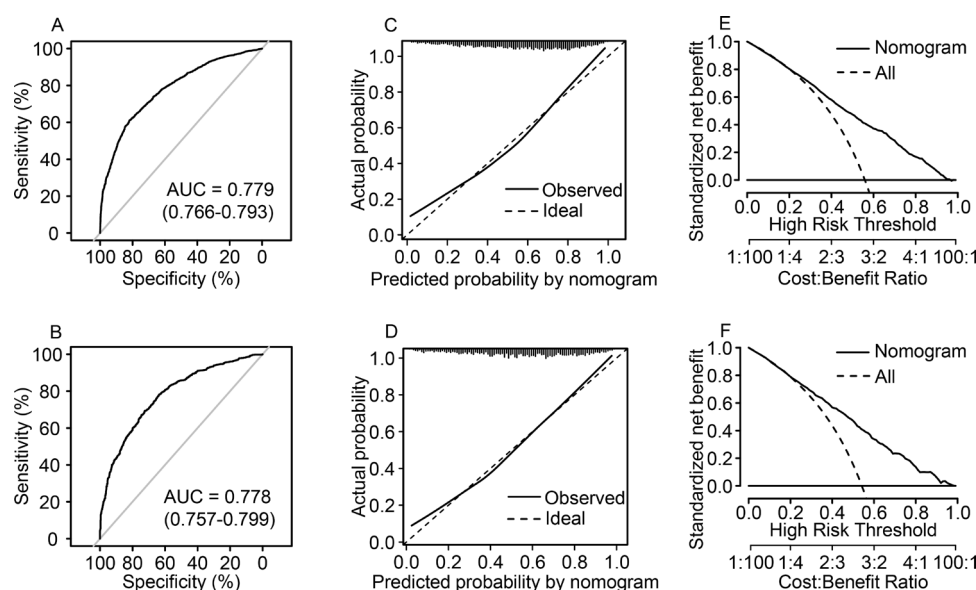 A
100
80
60
40
20
0
Sensitivity (%)
AUC = 0.779
(0.766-0.793)
100 80 60 40 20 0
Specificity (%)
C
1.0
0.8
0.6
0.4
0.2
0.0
Actual probability
Observed
Ideal
0.0 0.2 0.4 0.6 0.8 1.0
Predicted probability by nomogram
E
Nomogram
All
1.0
0.8
0.6
0.4
0.2
0.0
Standardized net benefit
0.0 0.2 0.4 0.6 0.8 1.0
High Risk Threshold
1:100 1:4 2:3 3:2 4:1 100:1
Cost:Benefit Ratio
B
100
80
60
40
20
0
Sensitivity (%)
AUC = 0.778
(0.757-0.799)
100 80 60 40 20 0
Specificity (%)
D
1.0
0.8
0.6
0.4
0.2
0.0
Actual probability
Observed
Ideal
0.0 0.2 0.4 0.6 0.8 1.0
Predicted probability by nomogram
F
Nomogram
All
1.0
0.8
0.6
0.4
0.2
0.0
Standardized net benefit
0.0 0.2 0.4 0.6 0.8 1.0
High Risk Threshold
1:100 1:4 2:3 3:2 4:1 100:1
Cost:Benefit Ratio